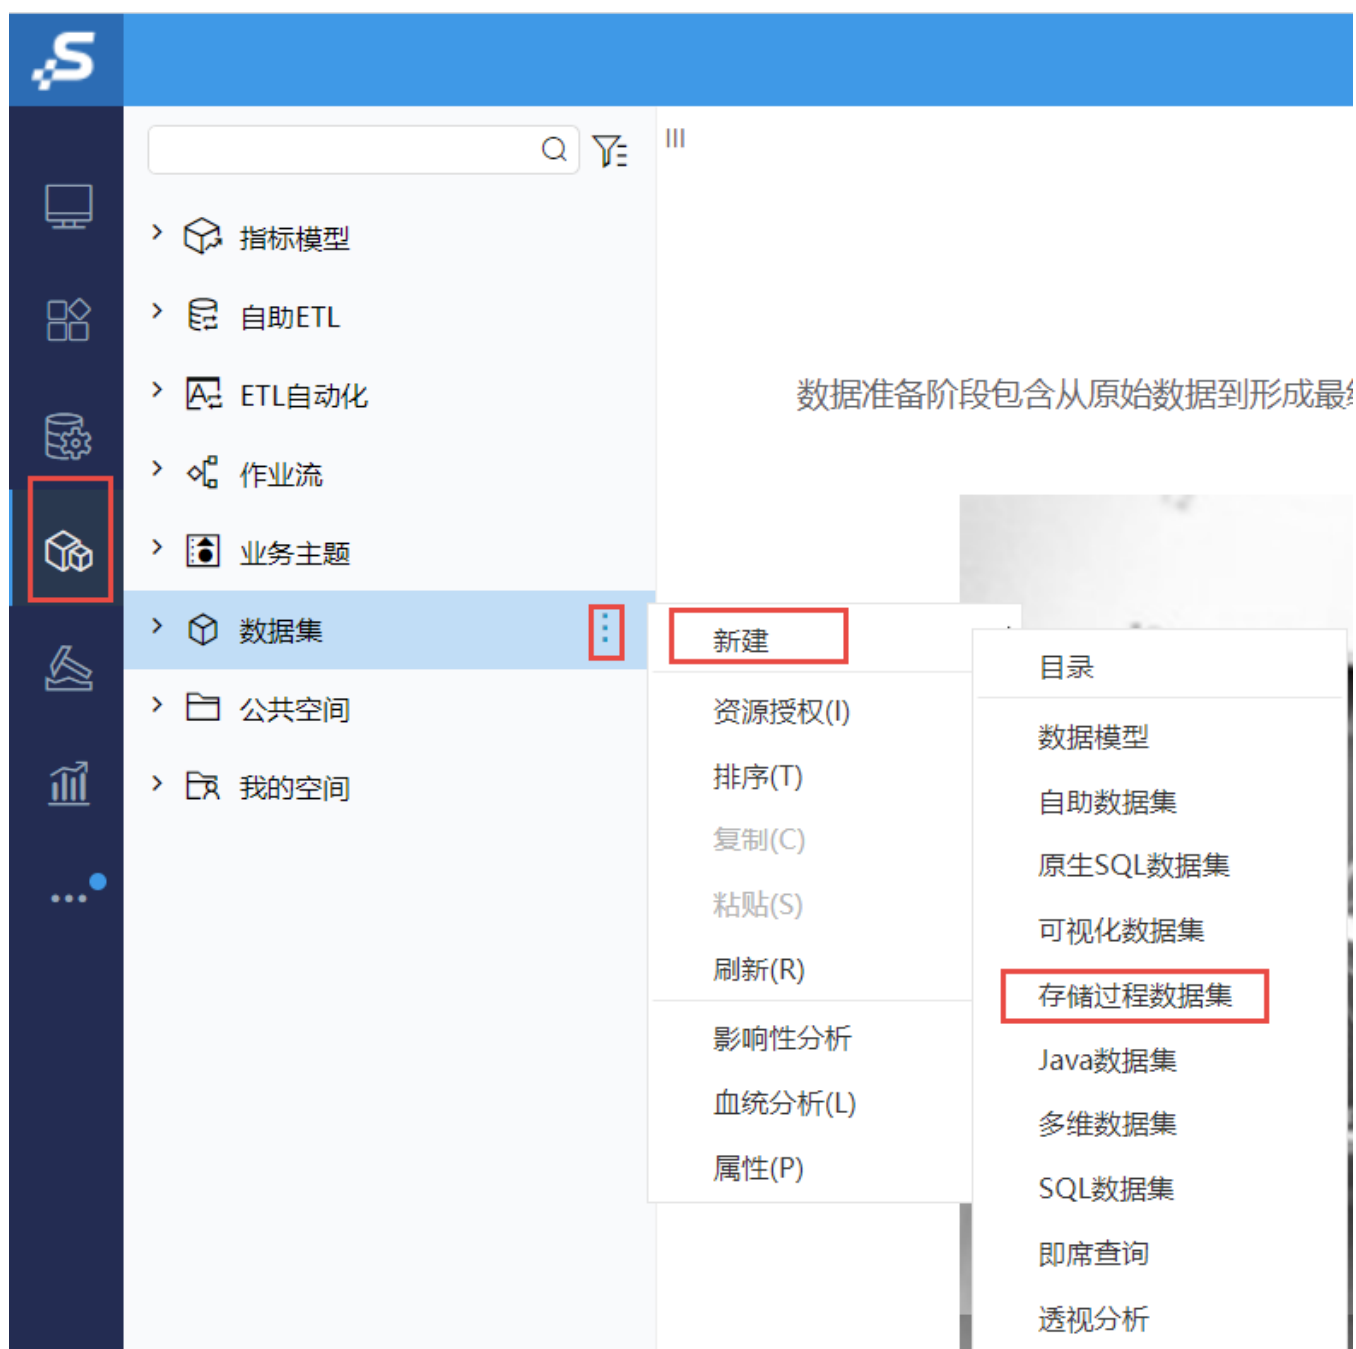 指标模型
自助ETL
ETL自动化
作业流
业务主题
数据集
公共空间
我的空间
数据准备阶段包含从原始数据到形成最
新建
资源授权(I)
排序(T)
复制(C)
粘贴(S)
刷新(R)
影响性分析
血统分析(L)
属性(P)
目录
数据模型
自助数据集
原生SQL数据集
可视化数据集
存储过程数据集
Java数据集
多维数据集
SQL数据集
即席查询
透视分析